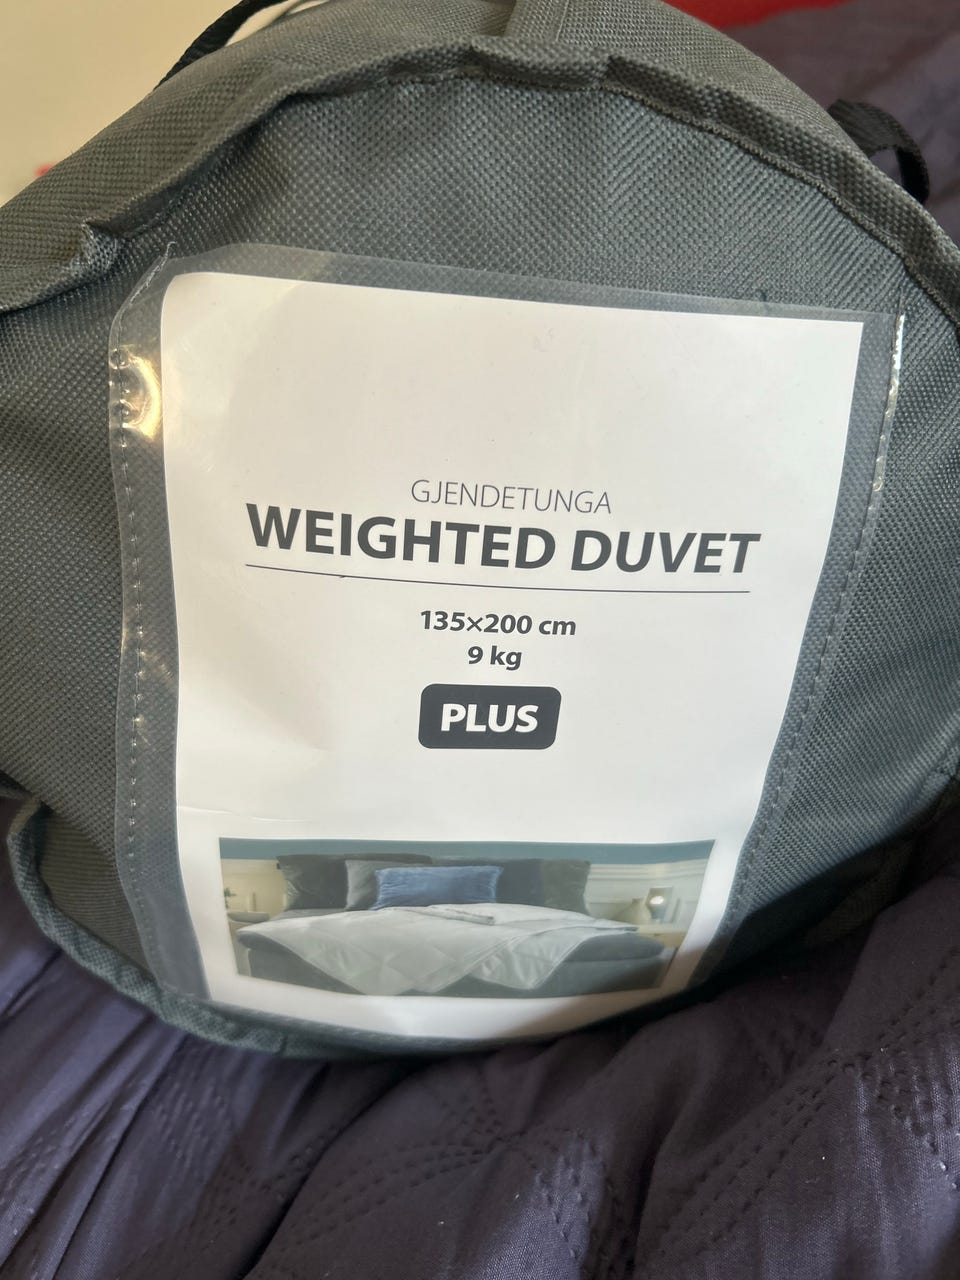 GJENDETUNGA
WEIGHTED DUVET
135×200 cm
9 kg
PLUS